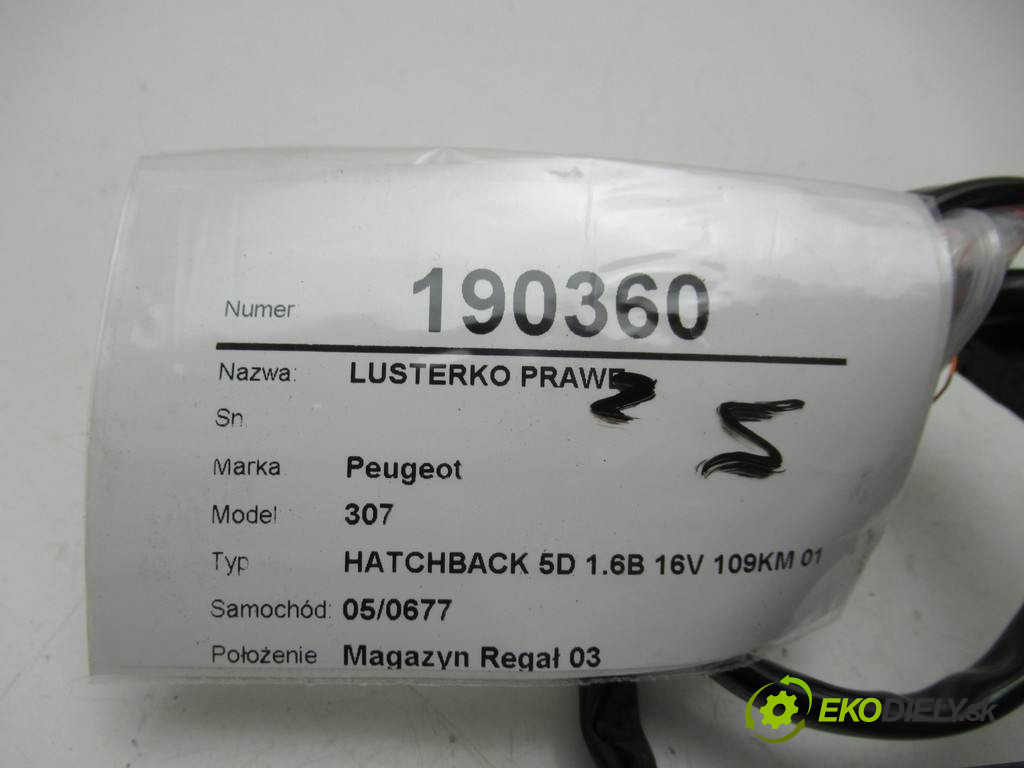 Numer 190360
Nazwa: LUSTERKO PRAWE
Sn
Marka Peugeot
Model 307
Typ HATCHBACK 5D 1.6B 16V 109KM 01
Samochód: 05/0677
Położenie Magazyn Regał 03
EKODIELY.sk